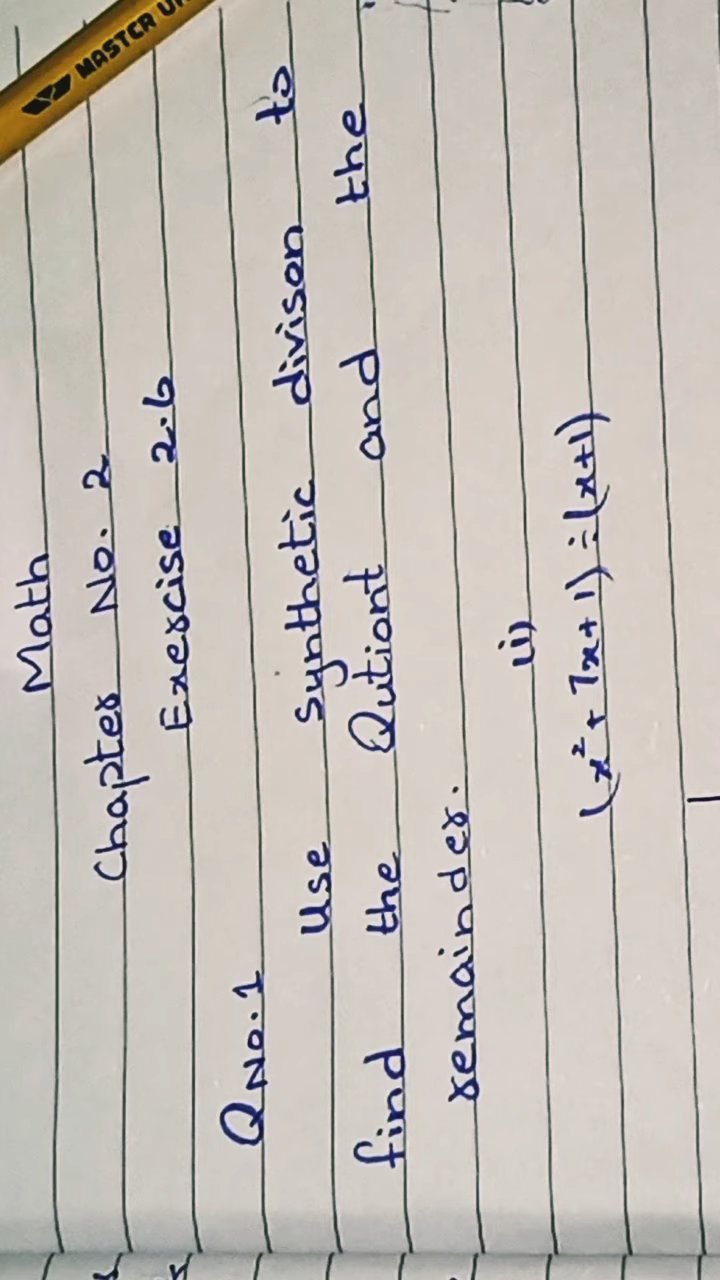 MASTER
Math
Chapter No. 2
Exercise 2.6
Q No. 1
Use synthetic divison to
find the Qutiont and the
remainder.
(i)
(x² + 7x + 1) ÷ (x+1)